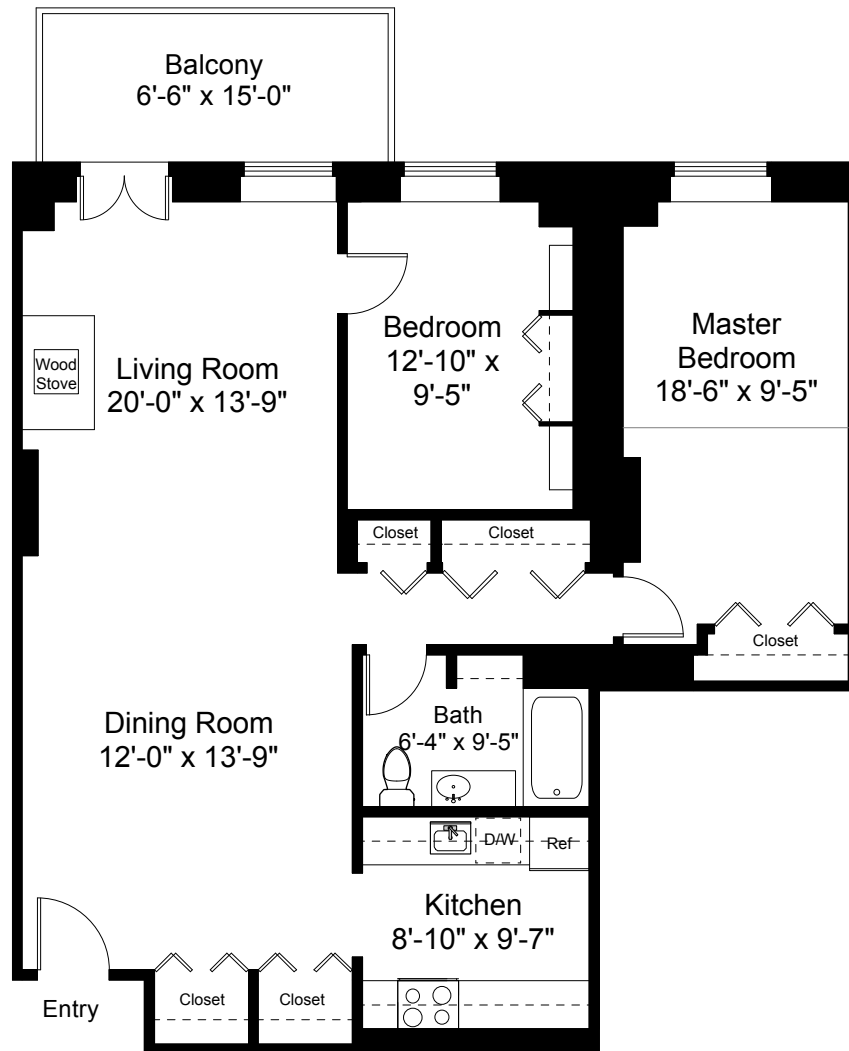 Balcony
6'-6" x 15'-0"
Wood
Stove
Living Room
20'-0" x 13'-9"
Bedroom
12'-10" x
9'-5"
Master
Bedroom
18'-6" x 9'-5"
Closet
Closet
Closet
Dining Room
12'-0" x 13'-9"
Bath
6'-4" x 9'-5"
D/W
Ref
Kitchen
8'-10" x 9'-7"
Entry
Closet
Closet